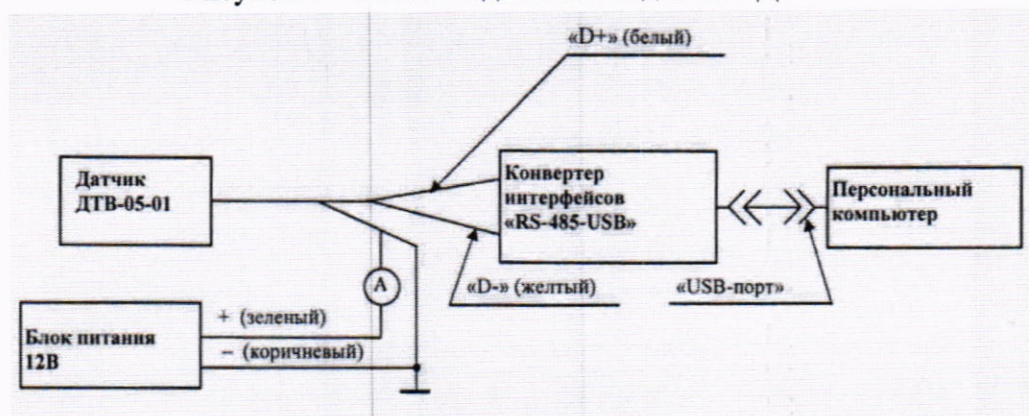 «D+» (белый)
Датчик
ДТВ-05-01
Конвертер
интерфейсов
«RS-485-USB»
Персональный
компьютер
А
«D-» (желтый)
«USB-порт»
+ (зеленый)
Блок питания
12В
– (коричневый)